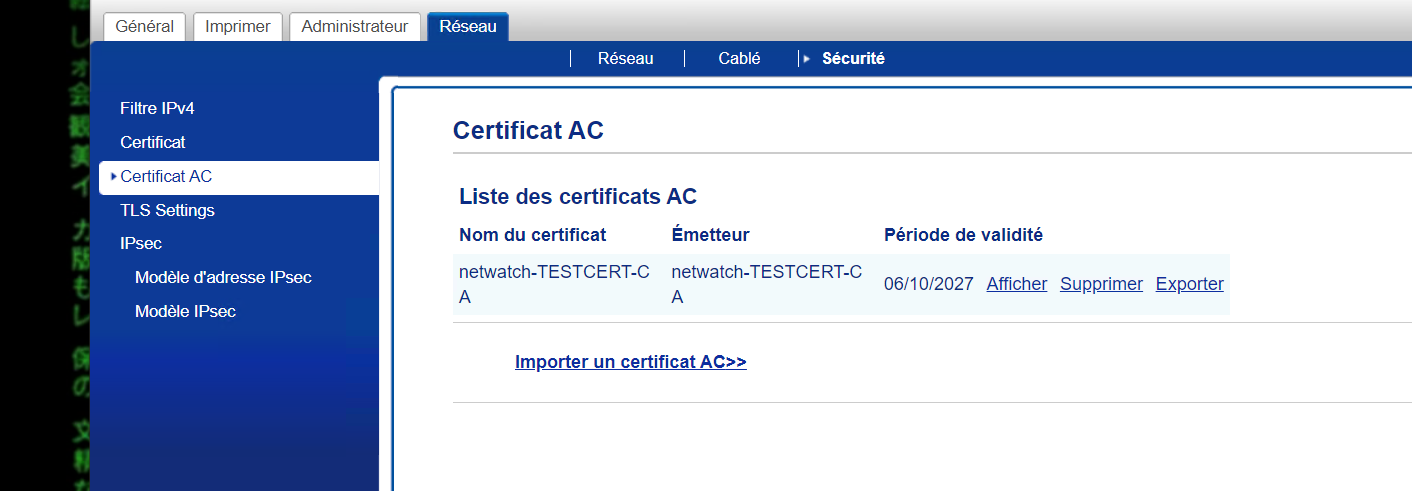 Général Imprimer Administrateur Réseau
Réseau Cablé Sécurité
Filtre IPv4
Certificat
Certificat AC
TLS Settings
IPsec
Modèle d'adresse IPsec
Modèle IPsec
Certificat AC
Liste des certificats AC
Nom du certificat Émetteur Période de validité
netwatch-TESTCERT-C netwatch-TESTCERT-C
A A
06/10/2027 Afficher Supprimer Exporter
Importer un certificat AC>>